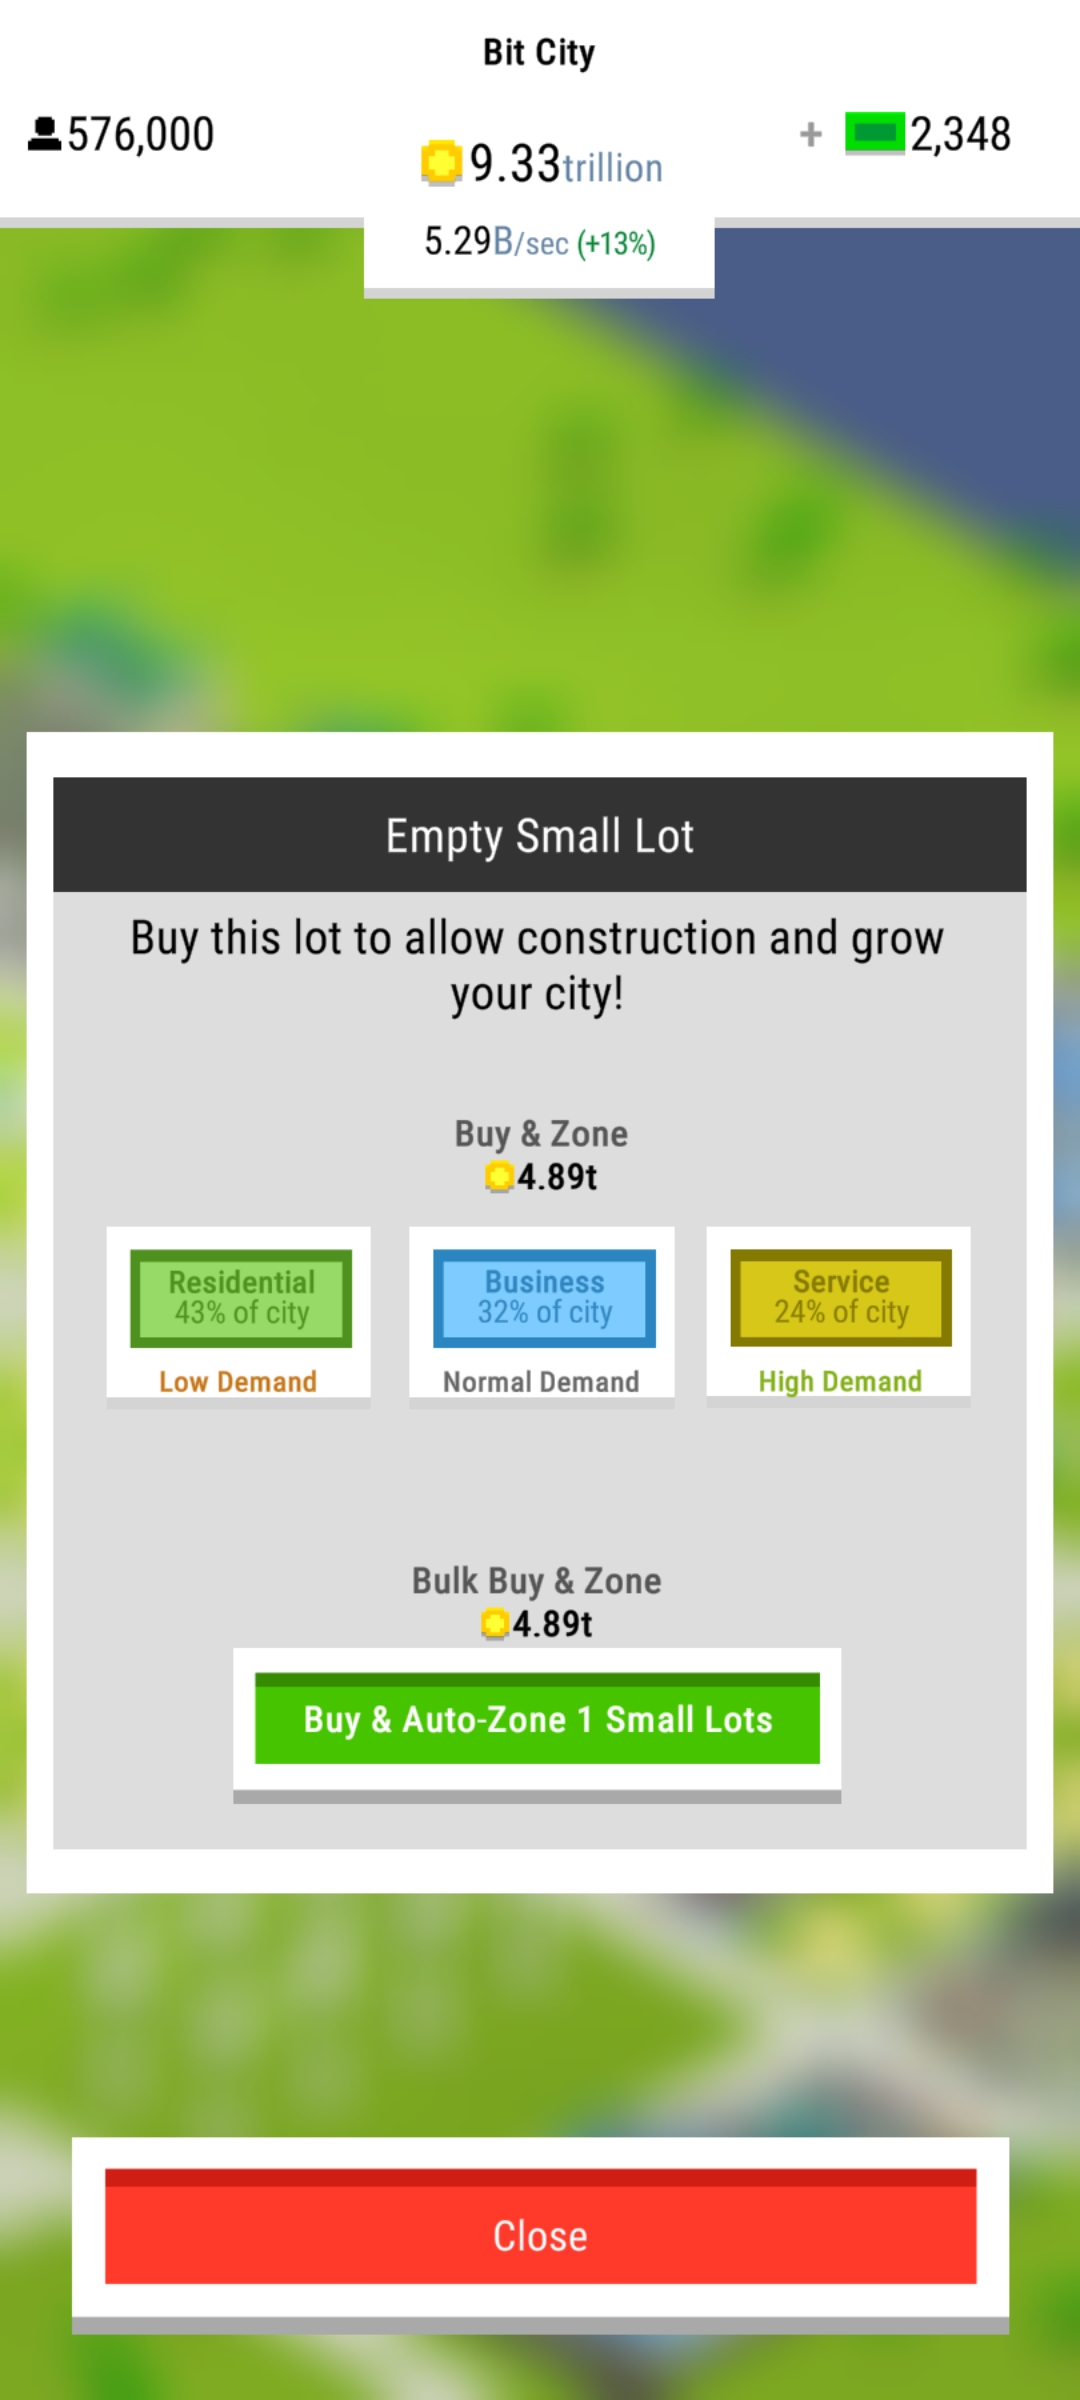 Bit City
576,000
9.33trillion
+ 2,348
5.29B/sec (+13%)
Empty Small Lot
Buy this lot to allow construction and grow
your city!
Buy & Zone
4.89t
Residential
43% of city
Low Demand
Business
32% of city
Normal Demand
Service
24% of city
High Demand
Bulk Buy & Zone
4.89t
Buy & Auto-Zone 1 Small Lots
Close